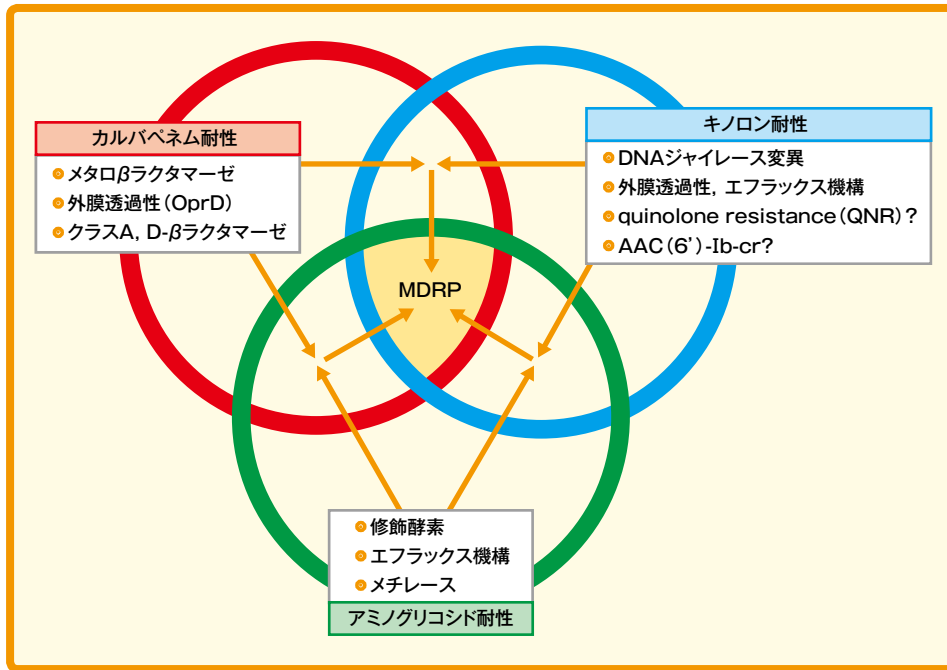 カルバペネム耐性
メタロβラクタマーゼ
外膜透過性(OprD)
クラスA, D-βラクタマーゼ
キノロン耐性
DNAジャイレース変異
外膜透過性, エフラックス機構
quinolone resistance(QNR)?
AAC(6’)-Ib-cr?
MDRP
修飾酵素
エフラックス機構
メチレース
アミノグリコシド耐性